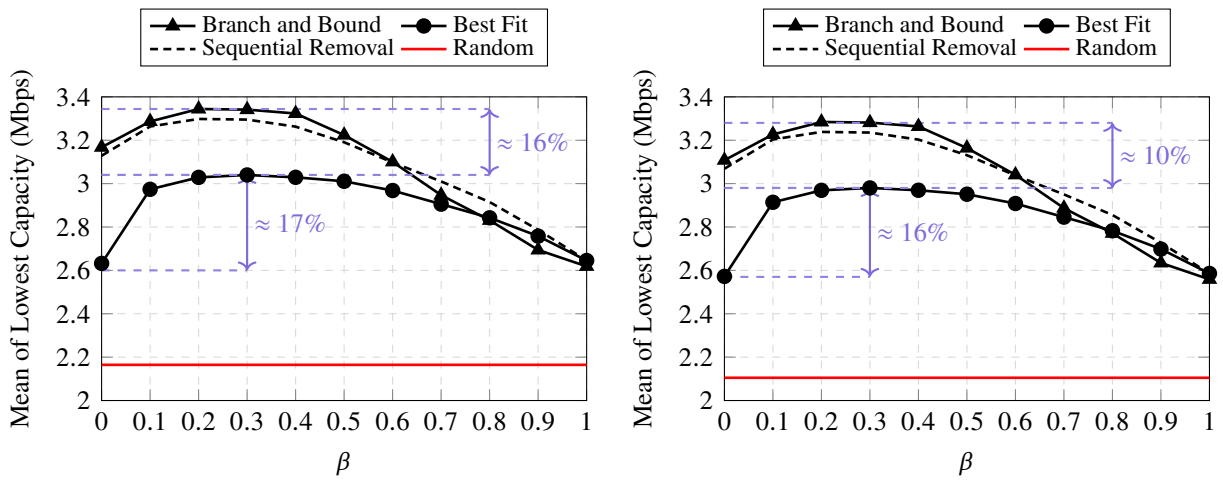 Branch and Bound Best Fit
Sequential Removal Random
Mean of Lowest Capacity (Mbps)
3.4
3.2
3
2.8
2.6
2.4
2.2
2
≈ 16%
≈ 17%
0 0.1 0.2 0.3 0.4 0.5 0.6 0.7 0.8 0.9 1
β
Branch and Bound Best Fit
Sequential Removal Random
Mean of Lowest Capacity (Mbps)
3.4
3.2
3
2.8
2.6
2.4
2.2
2
≈ 10%
≈ 16%
0 0.1 0.2 0.3 0.4 0.5 0.6 0.7 0.8 0.9 1
β